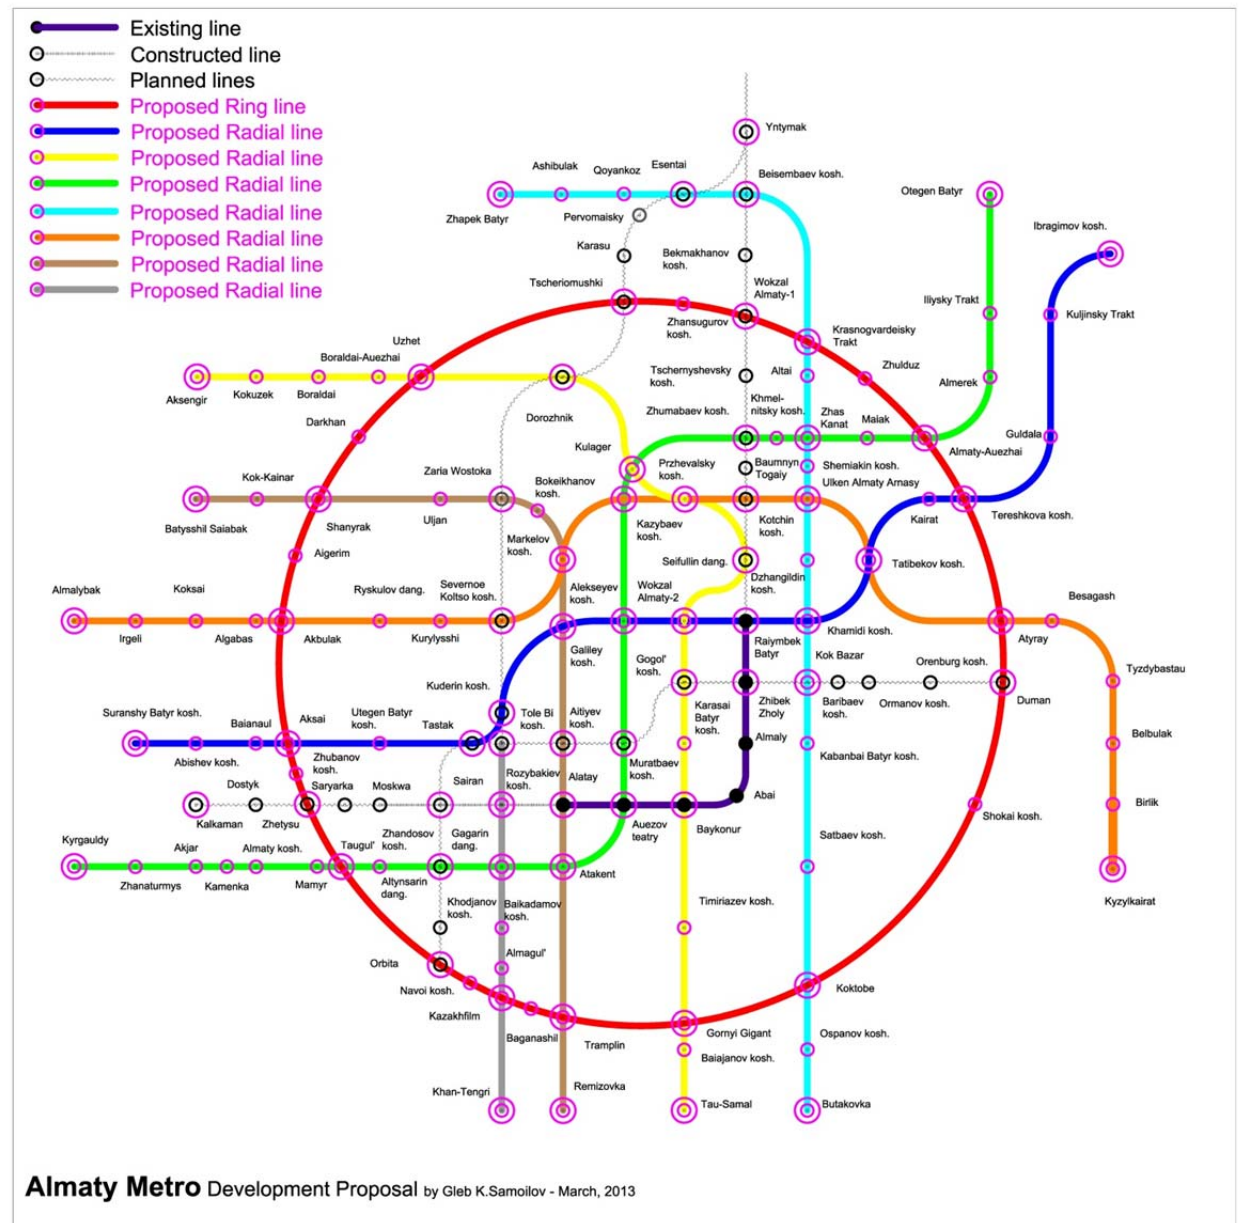 Existing line
Constructed line
Planned lines
Proposed Ring line
Proposed Radial line
Proposed Radial line
Proposed Radial line
Proposed Radial line
Proposed Radial line
Proposed Radial line
Proposed Radial line
Yntymak
Ashibulak
Qoyankoz
Esentai
Beisembaev kosh.
Otegen Batyr
Zhapek Batyr
Pervomaisky
Ibragimov kosh.
Karasu
Bekmakhanov
kosh.
Tscheriomushki
Wokzal
Almaty-1
Iliysky Trakt
Kuljinsky Trakt
Zhansugurov
kosh.
Krasnogvardeisky
Trakt
Uzhet
Boraldai-Auezhai
Tschernyshevsky
kosh.
Altai
Zhulduz
Almerek
Aksengir
Kokuzek
Boraldai
Darkhan
Dorozhnik
Zhumabaev kosh.
Khmel-
nitsky kosh.
Zhas
Kanat
Maiak
Guldala
Kulager
Almaty-Auezhai
Zaria Wostoka
Przhevalsky
kosh.
Baumnyn
Togaiy
Shemiakin kosh.
Kok-Kainar
Bokeikhanov
kosh.
Ulken Almaty Arnasy
Batysshil Saiabak
Shanyrak
Uljan
Markelov
kosh.
Kazybaev
kosh.
Kotchin
kosh.
Kairat
Tereshkova kosh.
Aigerim
Seifullin dang.
Tatibekov kosh.
Almalybak
Koksai
Ryskulov dang.
Severnoe
Koltso kosh.
Alekseyev
kosh.
Wokzal
Almaty-2
Dzhangildin
kosh.
Besagash
Irgeli
Algabas
Akbulak
Kurylysshi
Galiley
kosh.
Raiymbek
Batyr
Khamidi kosh.
Atyray
Gogol'
kosh.
Kok Bazar
Orenburg kosh.
Tyzdybastau
Kuderin kosh.
Karasai
Batyr
kosh.
Zhibek
Zholy
Baribaev
kosh.
Ormanov kosh.
Duman
Suranshy Batyr kosh.
Baianaul
Aksai
Utegen Batyr
kosh.
Tastak
Tole Bi
kosh.
Aitiyev
kosh.
Almaly
Belbulak
Abishev kosh.
Zhubanov
kosh.
Muratbaev
kosh.
Kabanbai Batyr kosh.
Dostyk
Saryarka
Moskwa
Sairan
Rozybakiev
kosh.
Alatay
Abai
Birlik
Kalkaman
Zhetysu
Auezov
teatry
Baykonur
Shokai kosh.
Kyrgauldy
Akjar
Almaty kosh.
Taugul'
Zhandosov
kosh.
Gagarin
dang.
Satbaev kosh.
Zhanaturmys
Kamenka
Mamyr
Altynsarin
dang.
Atakent
Kyzylkairat
Khodjanov
kosh.
Baikadamov
kosh.
Timiriazev kosh.
Almagul'
Orbita
Navoi kosh.
Koktobe
Kazakhfilm
Baganashil
Tramplin
Gornyi Gigant
Ospanov kosh.
Baiajanov kosh.
Khan-Tengri
Remizovka
Tau-Samal
Butakovka
Almaty Metro Development Proposal by Gleb K.Samoilov - March, 2013